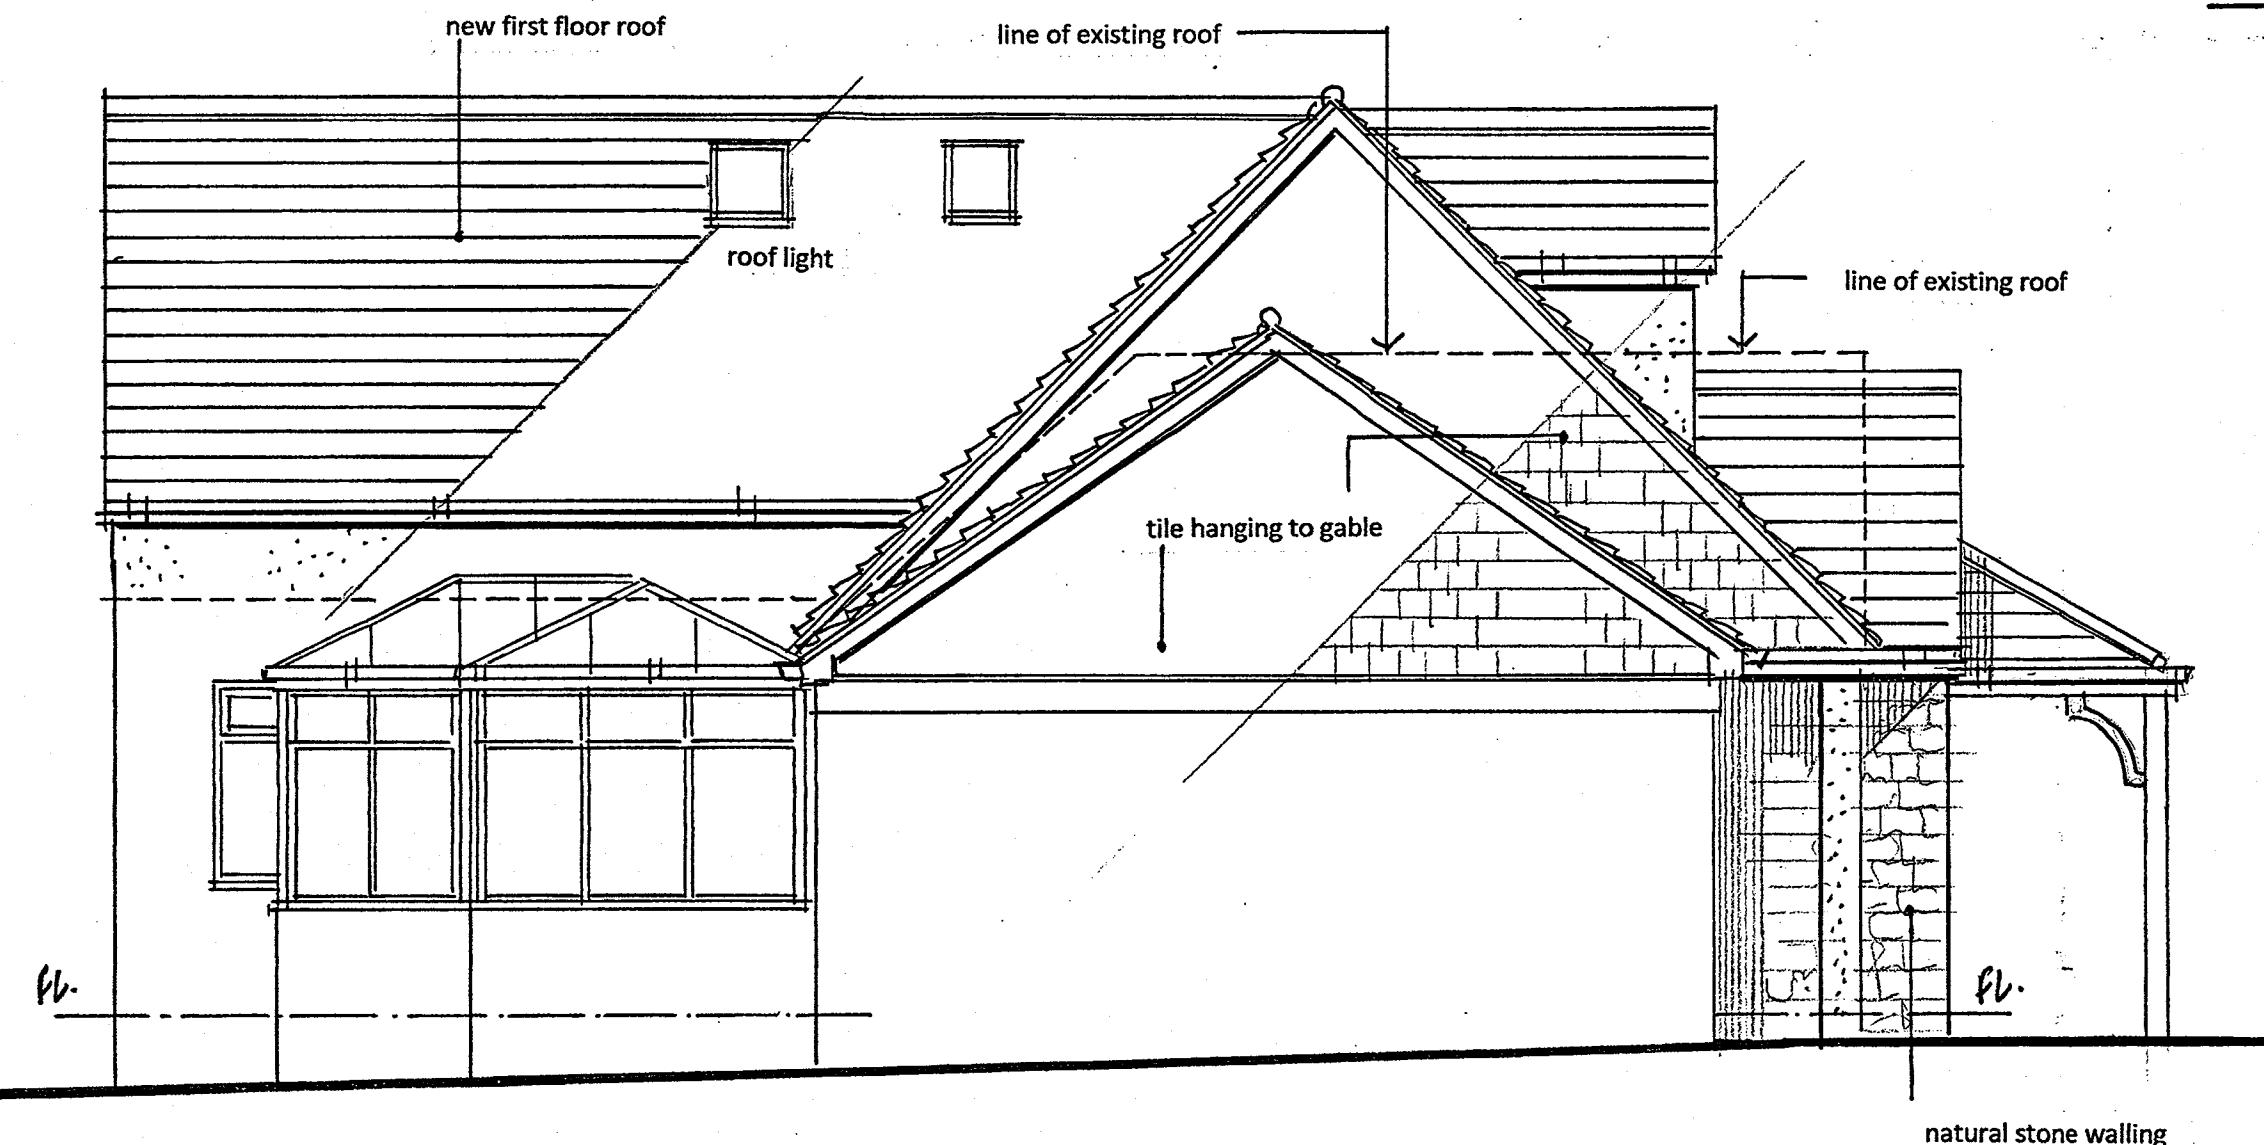 new first floor roof
line of existing roof
roof light
line of existing roof
tile hanging to gable
FL.
FL.
natural stone walling